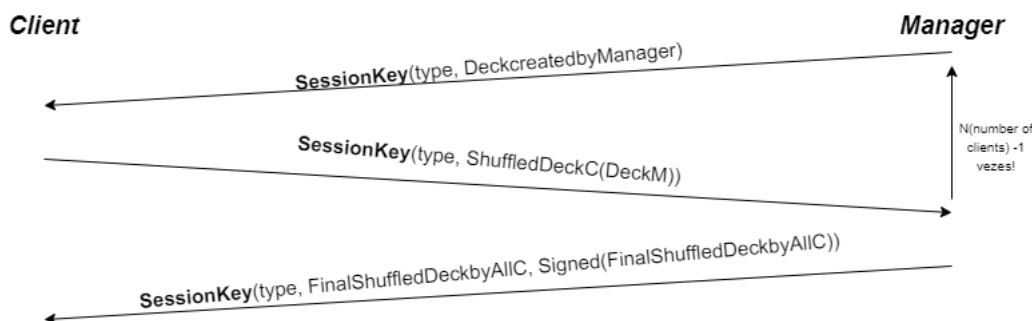 Client
Manager
SessionKey(type, DeckcreatedbyManager)
N(number of
clients) -1
vezes!
SessionKey(type, ShuffledDeckC(DeckM))
SessionKey(type, FinalShuffledDeckbyAllC, Signed(FinalShuffledDeckbyAllC))